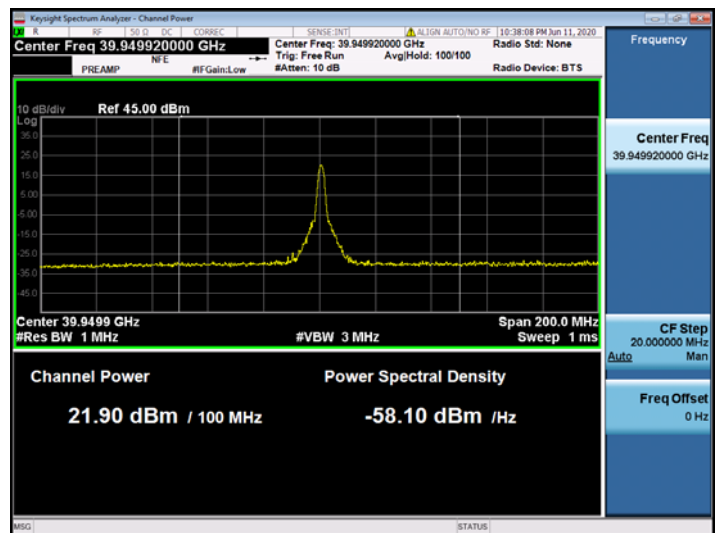 Keysight Spectrum Analyzer - Channel Power
R RF 50 Ω DC CORREC SENSE:INT ALIGN AUTO/NO RF 10:38:08 PM Jun 11, 2020
Center Freq 39.949920000 GHz
NFE
PREAMP #IFGain:Low
Center Freq: 39.949920000 GHz
Trig: Free Run Avg|Hold: 100/100
#Atten: 10 dB
Radio Std: None
Radio Device: BTS
10 dB/div Ref 45.00 dBm
Log
35.0
25.0
15.0
5.00
-5.00
-15.0
-25.0
-35.0
-45.0
Center 39.9499 GHz Span 200.0 MHz
#Res BW 1 MHz #VBW 3 MHz Sweep 1 ms
Channel Power Power Spectral Density
21.90 dBm / 100 MHz -58.10 dBm /Hz
MSG STATUS
Frequency
Center Freq
39.949920000 GHz
CF Step
20.000000 MHz
Auto Man
Freq Offset
0 Hz